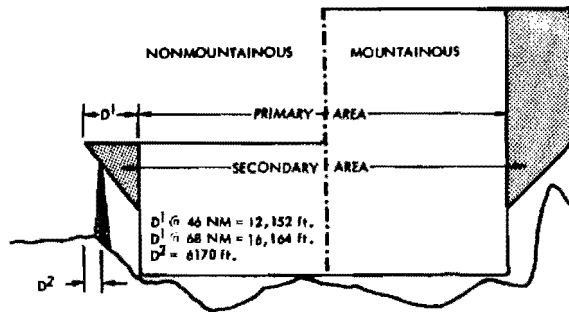 NONMOUNTAINOUS MOUNTAINOUS
D¹
PRIMARY AREA
SECONDARY AREA
D¹ @ 46 NM = 12,152 ft.
D¹ @ 68 NM = 16,164 ft.
D² = 6170 ft.
D²